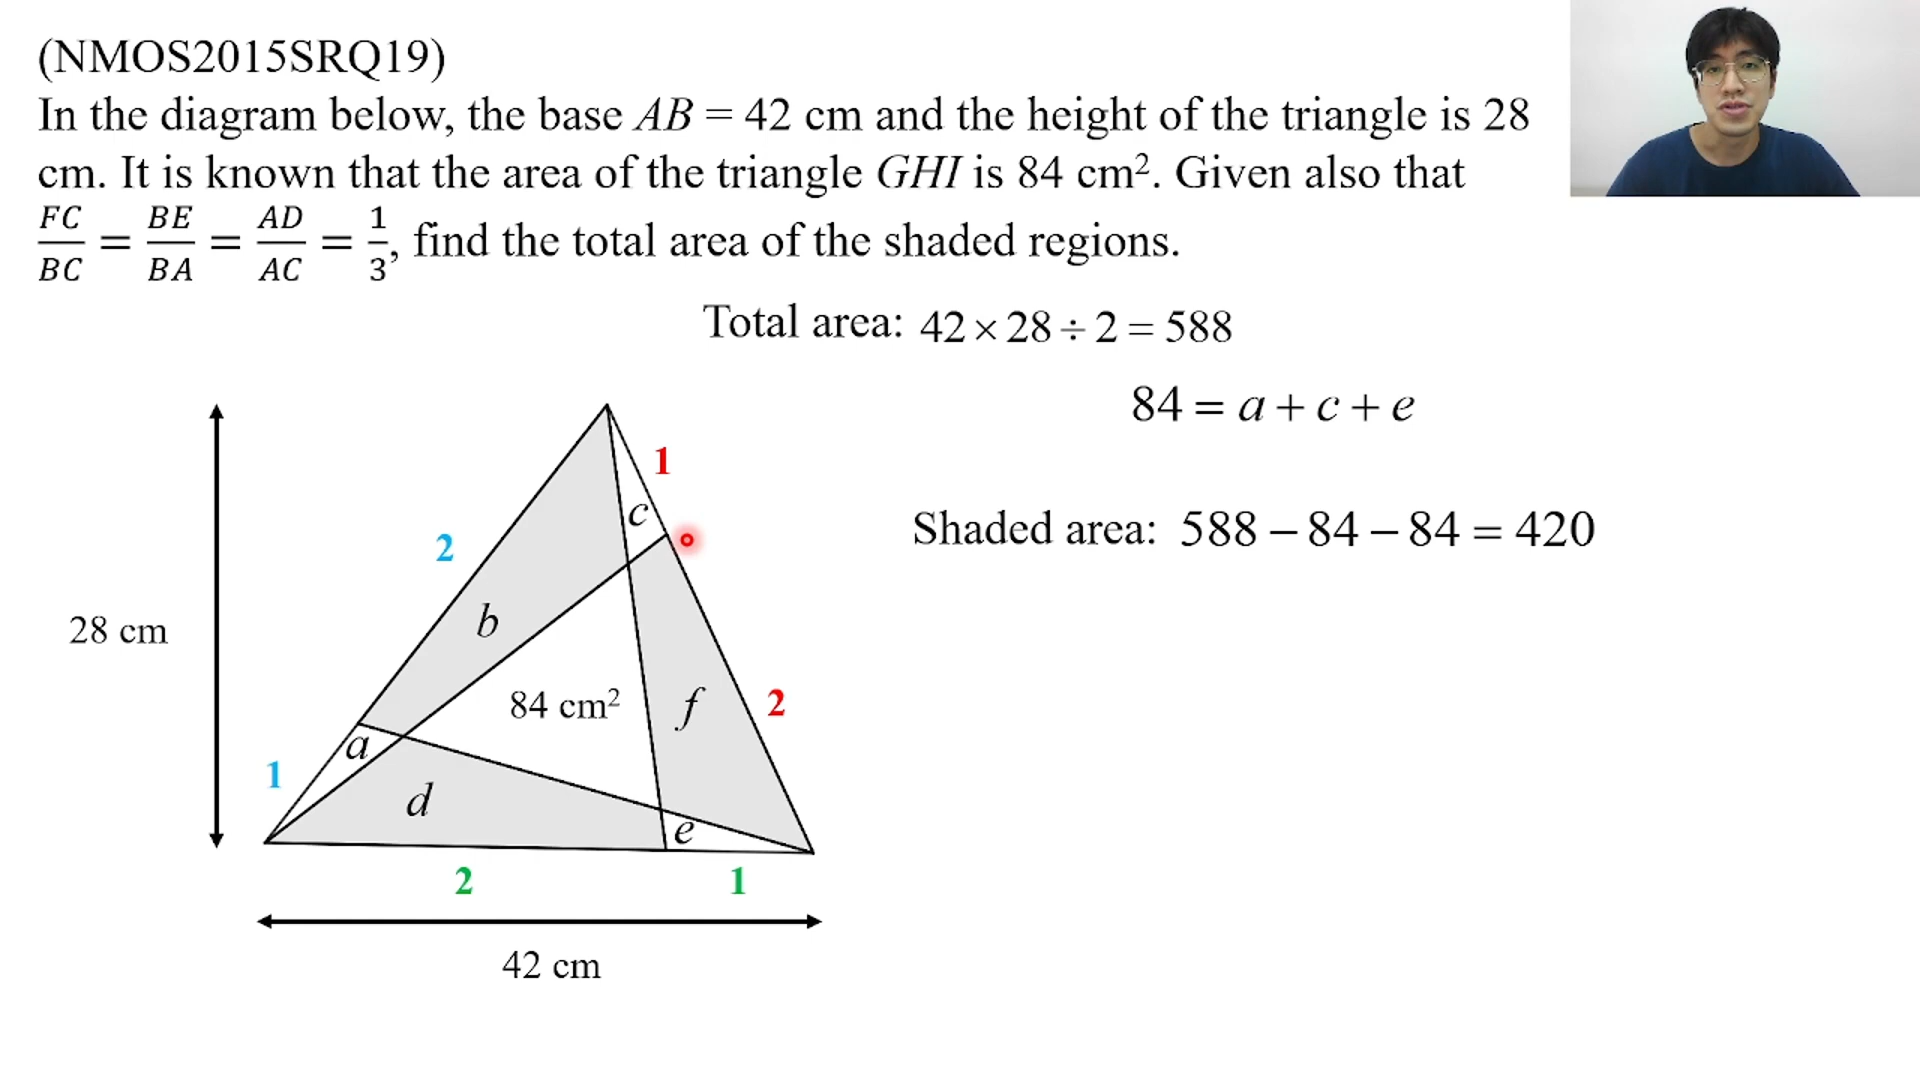 (NMOS2015SRQ19)
In the diagram below, the base AB = 42 cm and the height of the triangle is 28
cm. It is known that the area of the triangle GHI is 84 cm². Given also that
FC/BC = BE/BA = AD/AC = 1/3, find the total area of the shaded regions.
Total area: 42 × 28 ÷ 2 = 588
84 = a + c + e
Shaded area: 588 − 84 − 84 = 420
1
c
2
b
28 cm
84 cm²
f
2
a
1
d
e
2
1
42 cm